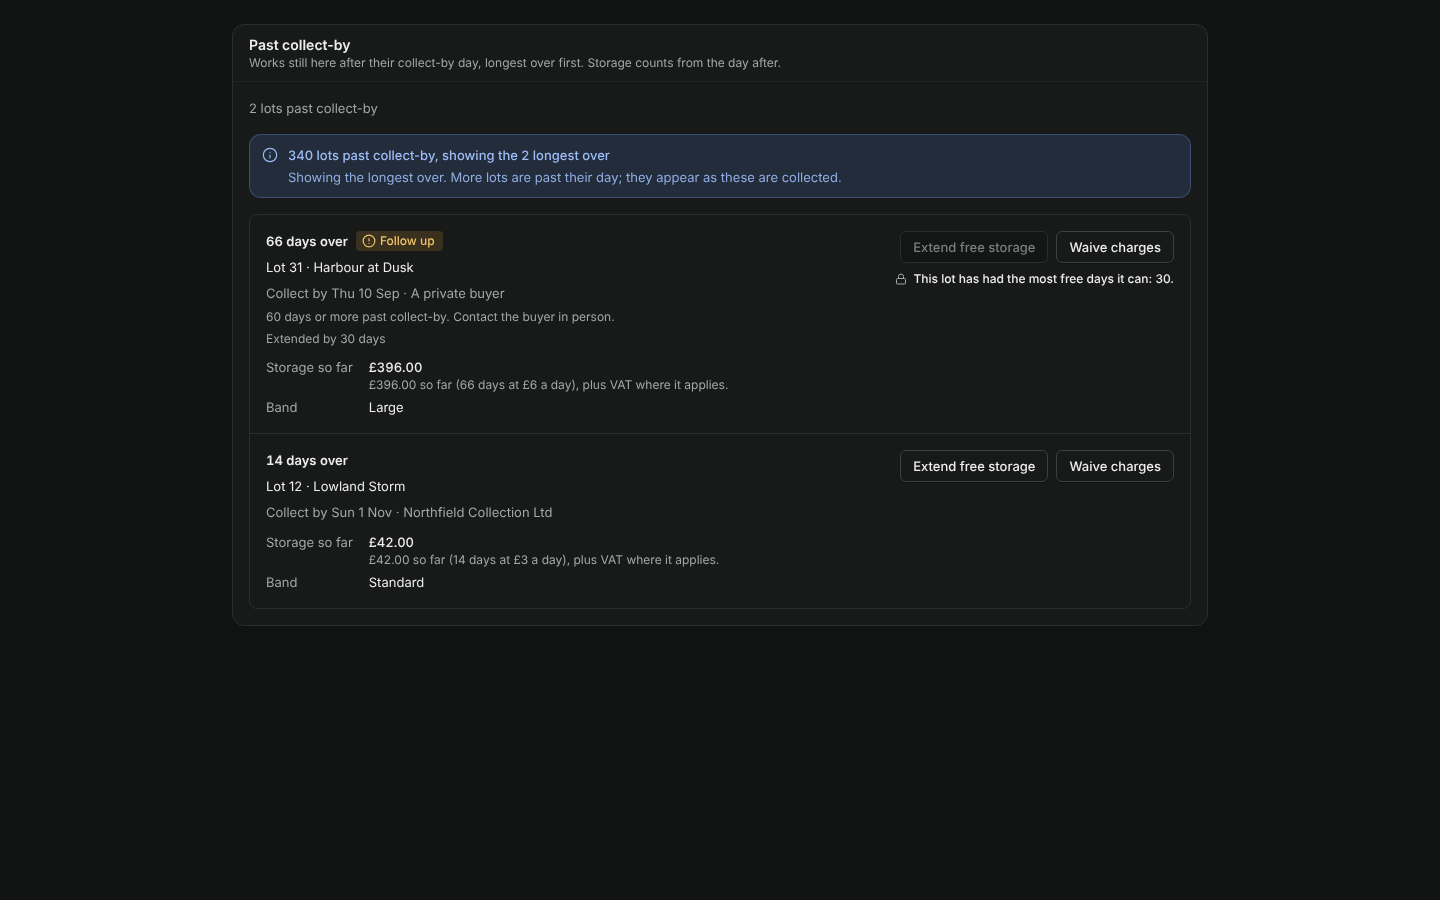 Past collect-by
Works still here after their collect-by day, longest over first. Storage counts from the day after.
2 lots past collect-by
340 lots past collect-by, showing the 2 longest over
Showing the longest over. More lots are past their day; they appear as these are collected.
66 days over Follow up
Extend free storage Waive charges
Lot 31 · Harbour at Dusk
This lot has had the most free days it can: 30.
Collect by Thu 10 Sep · A private buyer
60 days or more past collect-by. Contact the buyer in person.
Extended by 30 days
Storage so far £396.00
£396.00 so far (66 days at £6 a day), plus VAT where it applies.
Band Large
14 days over
Extend free storage Waive charges
Lot 12 · Lowland Storm
Collect by Sun 1 Nov · Northfield Collection Ltd
Storage so far £42.00
£42.00 so far (14 days at £3 a day), plus VAT where it applies.
Band Standard